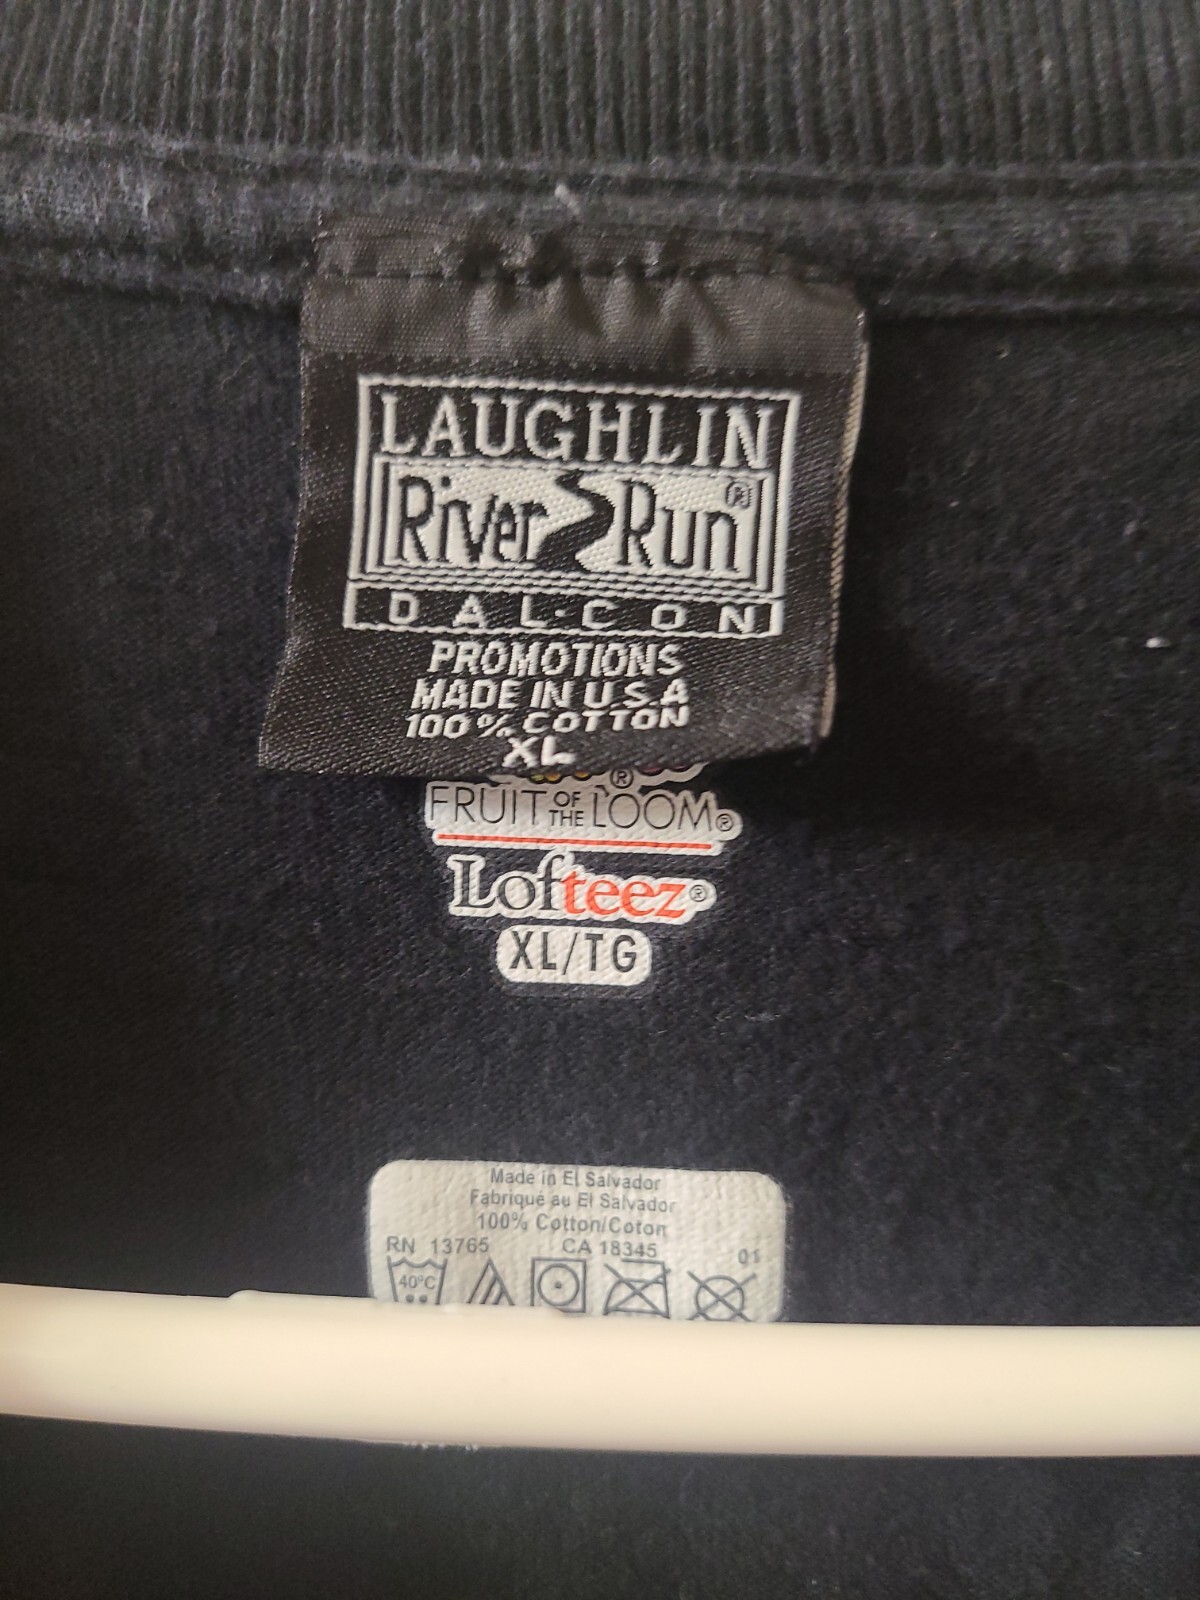 LAUGHLIN
River Run®
DAL-CON
PROMOTIONS
MADE IN U.S.A
100% COTTON
XL
®
FRUIT OF THE LOOM®
Lofteez®
XL/TG
Made in El Salvador
Fabriqué au El Salvador
100% Cotton/Coton
RN 13765 CA 18345 01
40°C